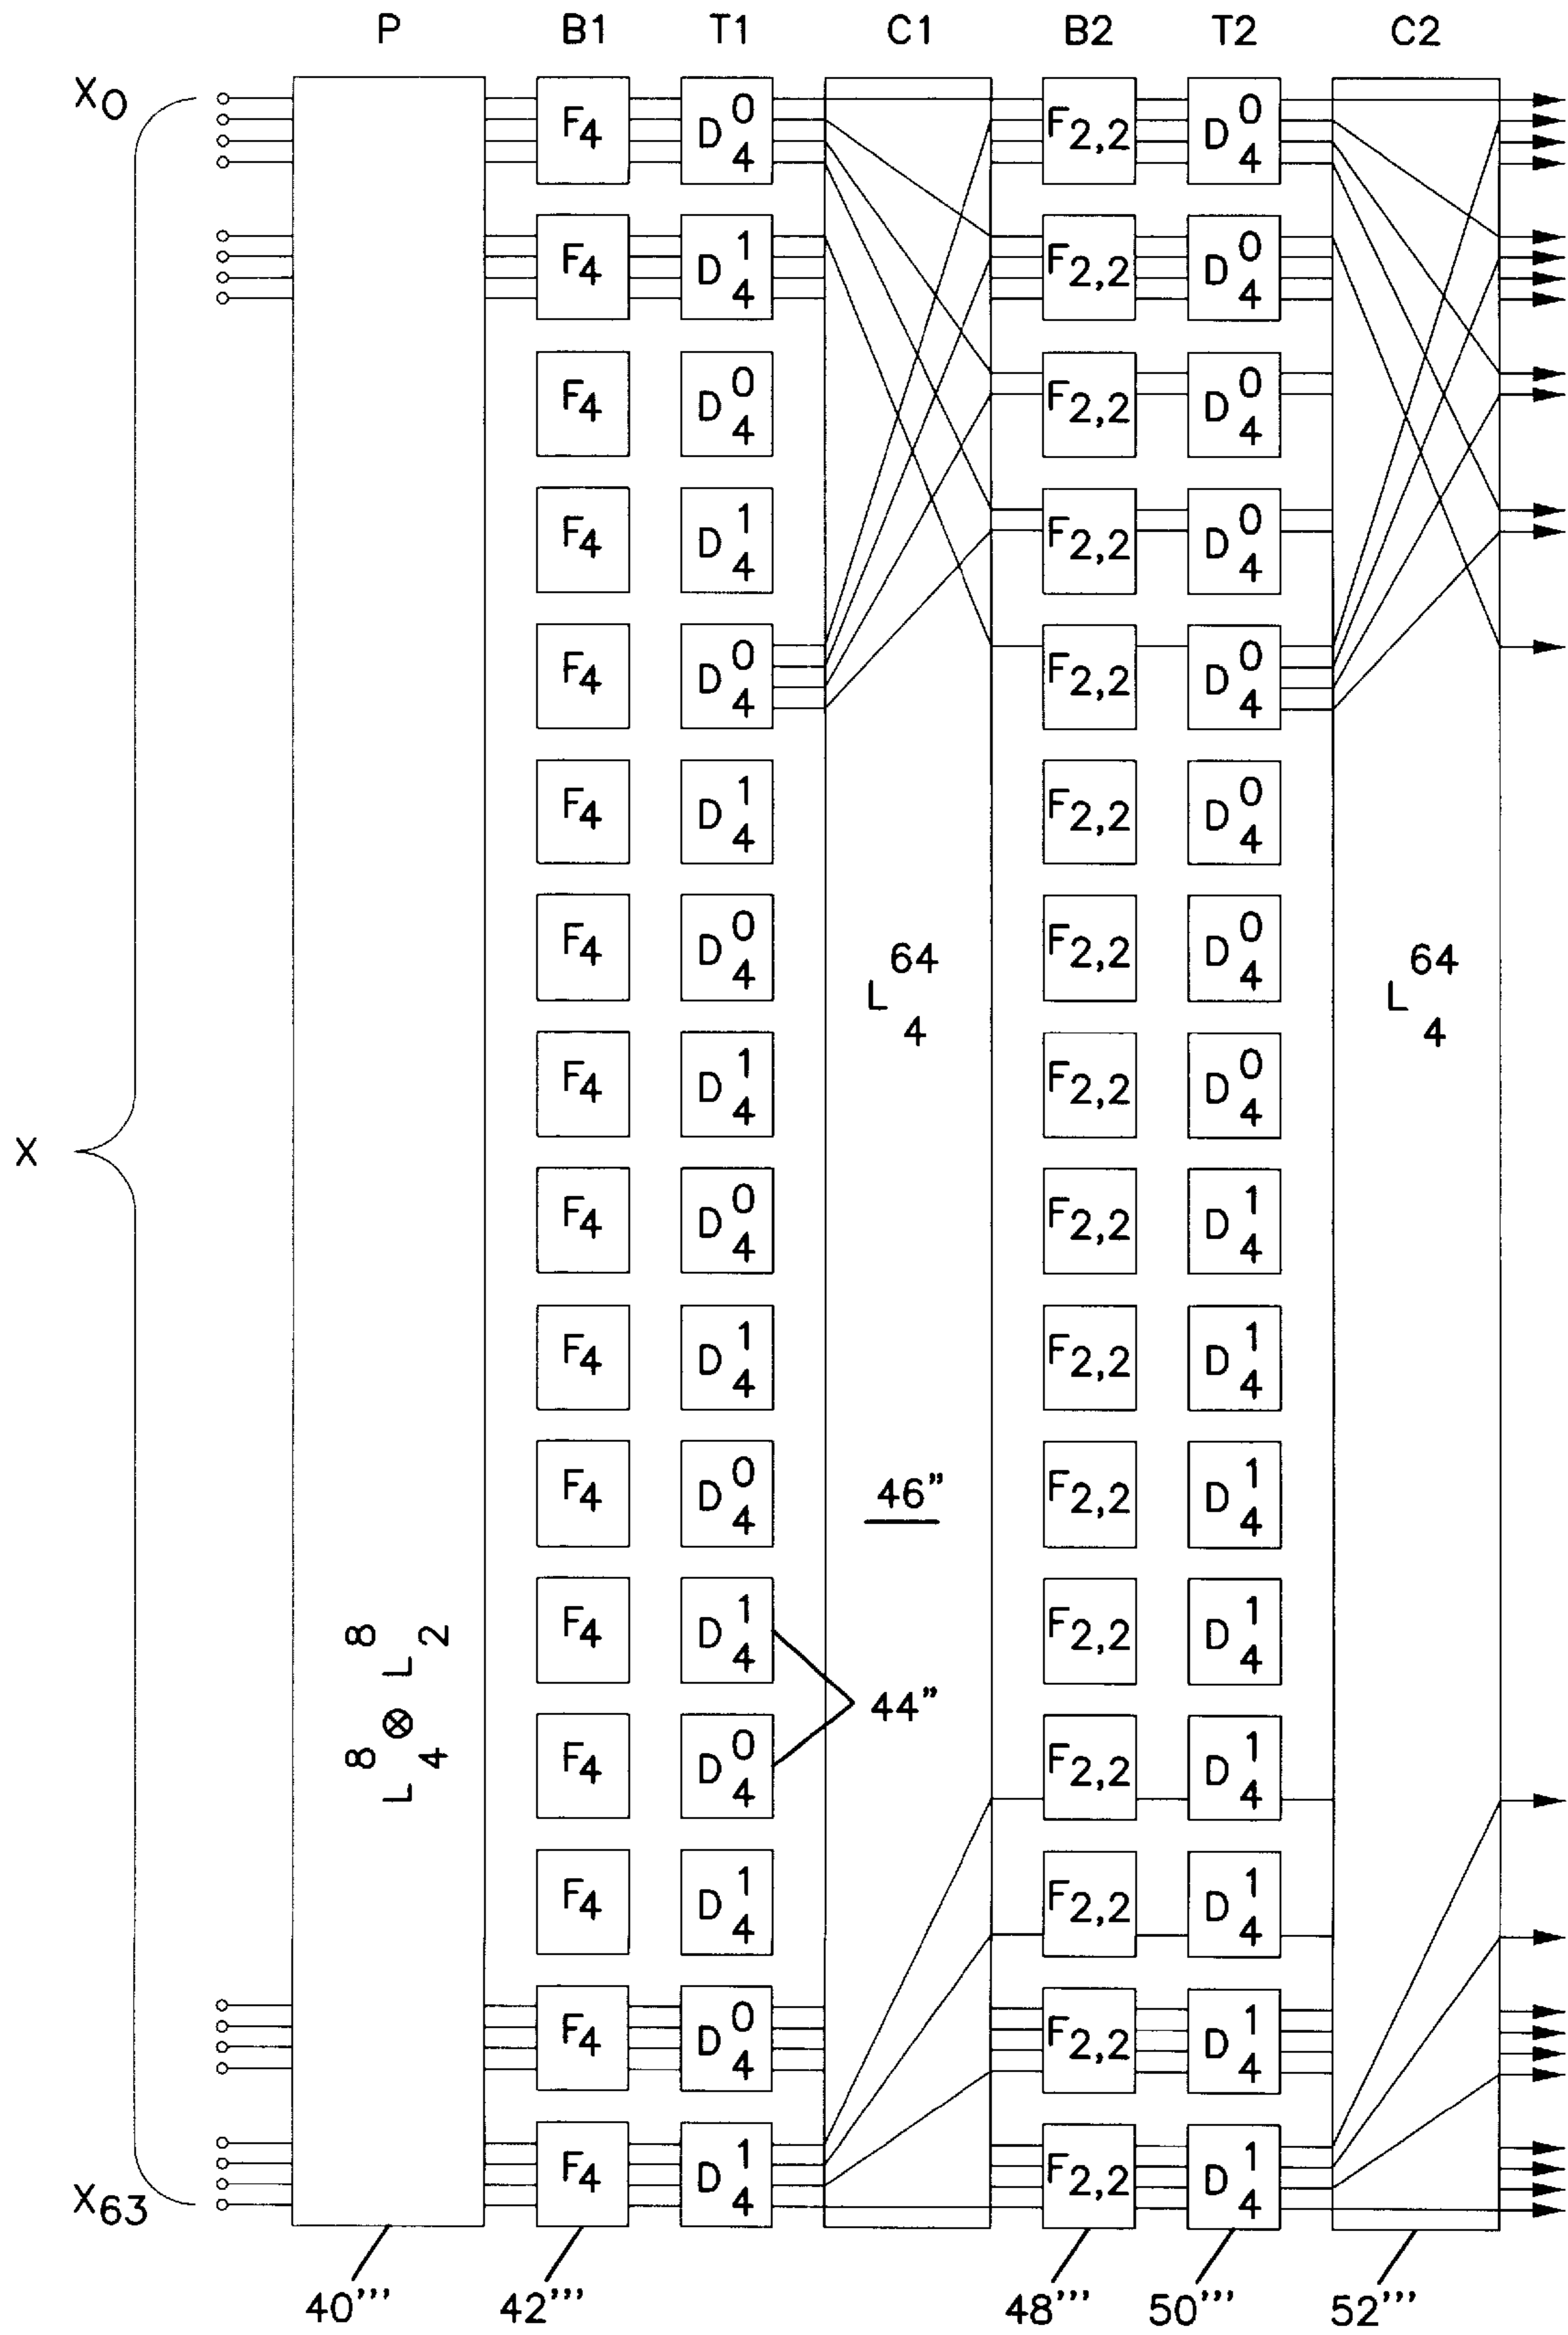 P B1 T1 C1 B2 T2 C2
X0
F4 D 0 4 F2,2 D 0 4
F4 D 1 4 F2,2 D 0 4
F4 D 0 4 F2,2 D 0 4
F4 D 1 4 F2,2 D 0 4
F4 D 0 4 F2,2 D 0 4
F4 D 1 4 F2,2 D 0 4
F4 D 0 4 L 64 4 F2,2 D 0 4 L 64 4
F4 D 1 4 F2,2 D 0 4
X
F4 D 0 4 F2,2 D 1 4
F4 D 1 4 F2,2 D 1 4
F4 D 0 4 46" F2,2 D 1 4
F4 D 1 4 F2,2 D 1 4
L 8 4 ⊗ L 8 2
44"
F4 D 0 4 F2,2 D 1 4
F4 D 1 4 F2,2 D 1 4
F4 D 0 4 F2,2 D 1 4
F4 D 1 4 F2,2 D 1 4
X63
40"' 42"" 48"" 50"' 52"'